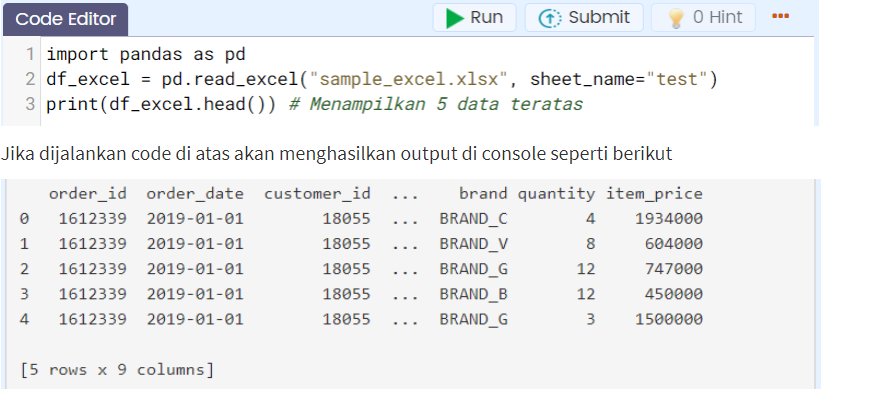 Code Editor Run Submit 0 Hint
1 import pandas as pd
2 df_excel = pd.read_excel("sample_excel.xlsx", sheet_name="test")
3 print(df_excel.head()) # Menampilkan 5 data teratas
Jika dijalankan code di atas akan menghasilkan output di console seperti berikut
order_id order_date customer_id ... brand quantity item_price
0 1612339 2019-01-01 18055 ... BRAND_C 4 1934000
1 1612339 2019-01-01 18055 ... BRAND_V 8 604000
2 1612339 2019-01-01 18055 ... BRAND_G 12 747000
3 1612339 2019-01-01 18055 ... BRAND_B 12 450000
4 1612339 2019-01-01 18055 ... BRAND_G 3 1500000
[5 rows x 9 columns]